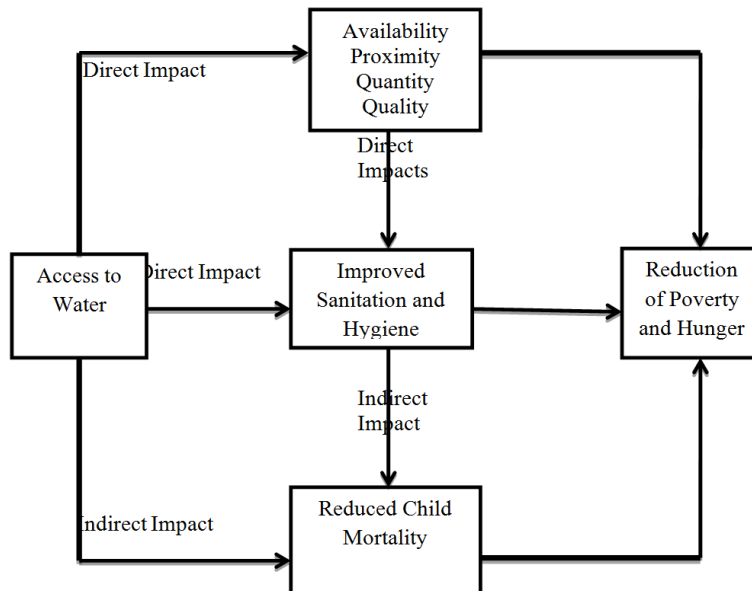 Availability
Proximity
Quantity
Quality
Direct Impact
Direct
Impacts
Access to
Water
Direct Impact
Improved
Sanitation and
Hygiene
Reduction
of Poverty
and Hunger
Indirect
Impact
Indirect Impact
Reduced Child
Mortality